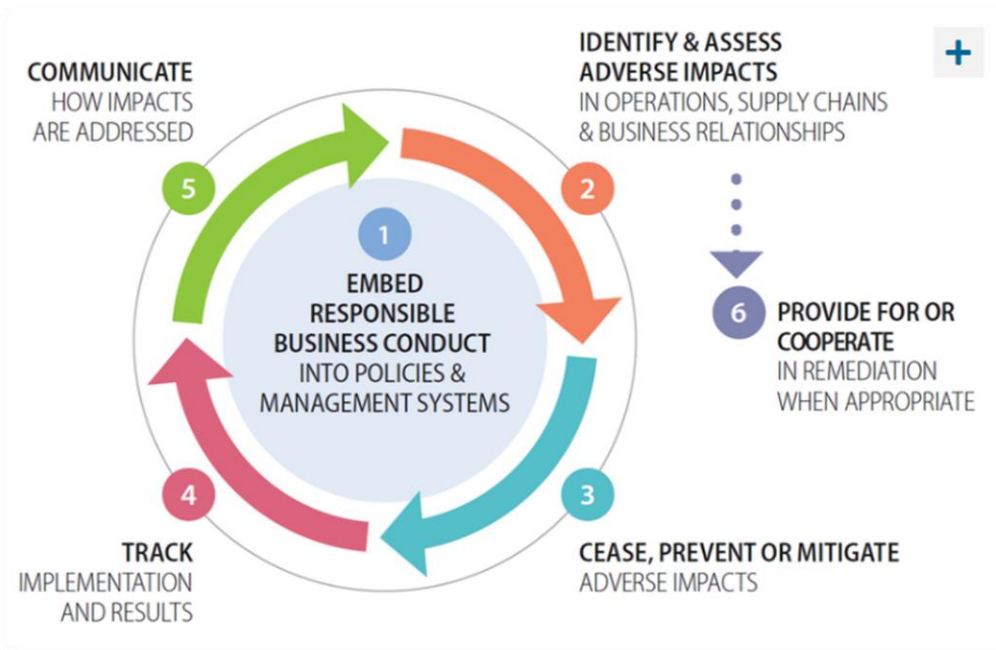 1
EMBED
RESPONSIBLE
BUSINESS CONDUCT
INTO POLICIES &
MANAGEMENT SYSTEMS
2
IDENTIFY & ASSESS
ADVERSE IMPACTS
IN OPERATIONS, SUPPLY CHAINS
& BUSINESS RELATIONSHIPS
3
CEASE, PREVENT OR MITIGATE
ADVERSE IMPACTS
4
TRACK
IMPLEMENTATION
AND RESULTS
5
COMMUNICATE
HOW IMPACTS
ARE ADDRESSED
6
PROVIDE FOR OR
COOPERATE
IN REMEDIATION
WHEN APPROPRIATE
+